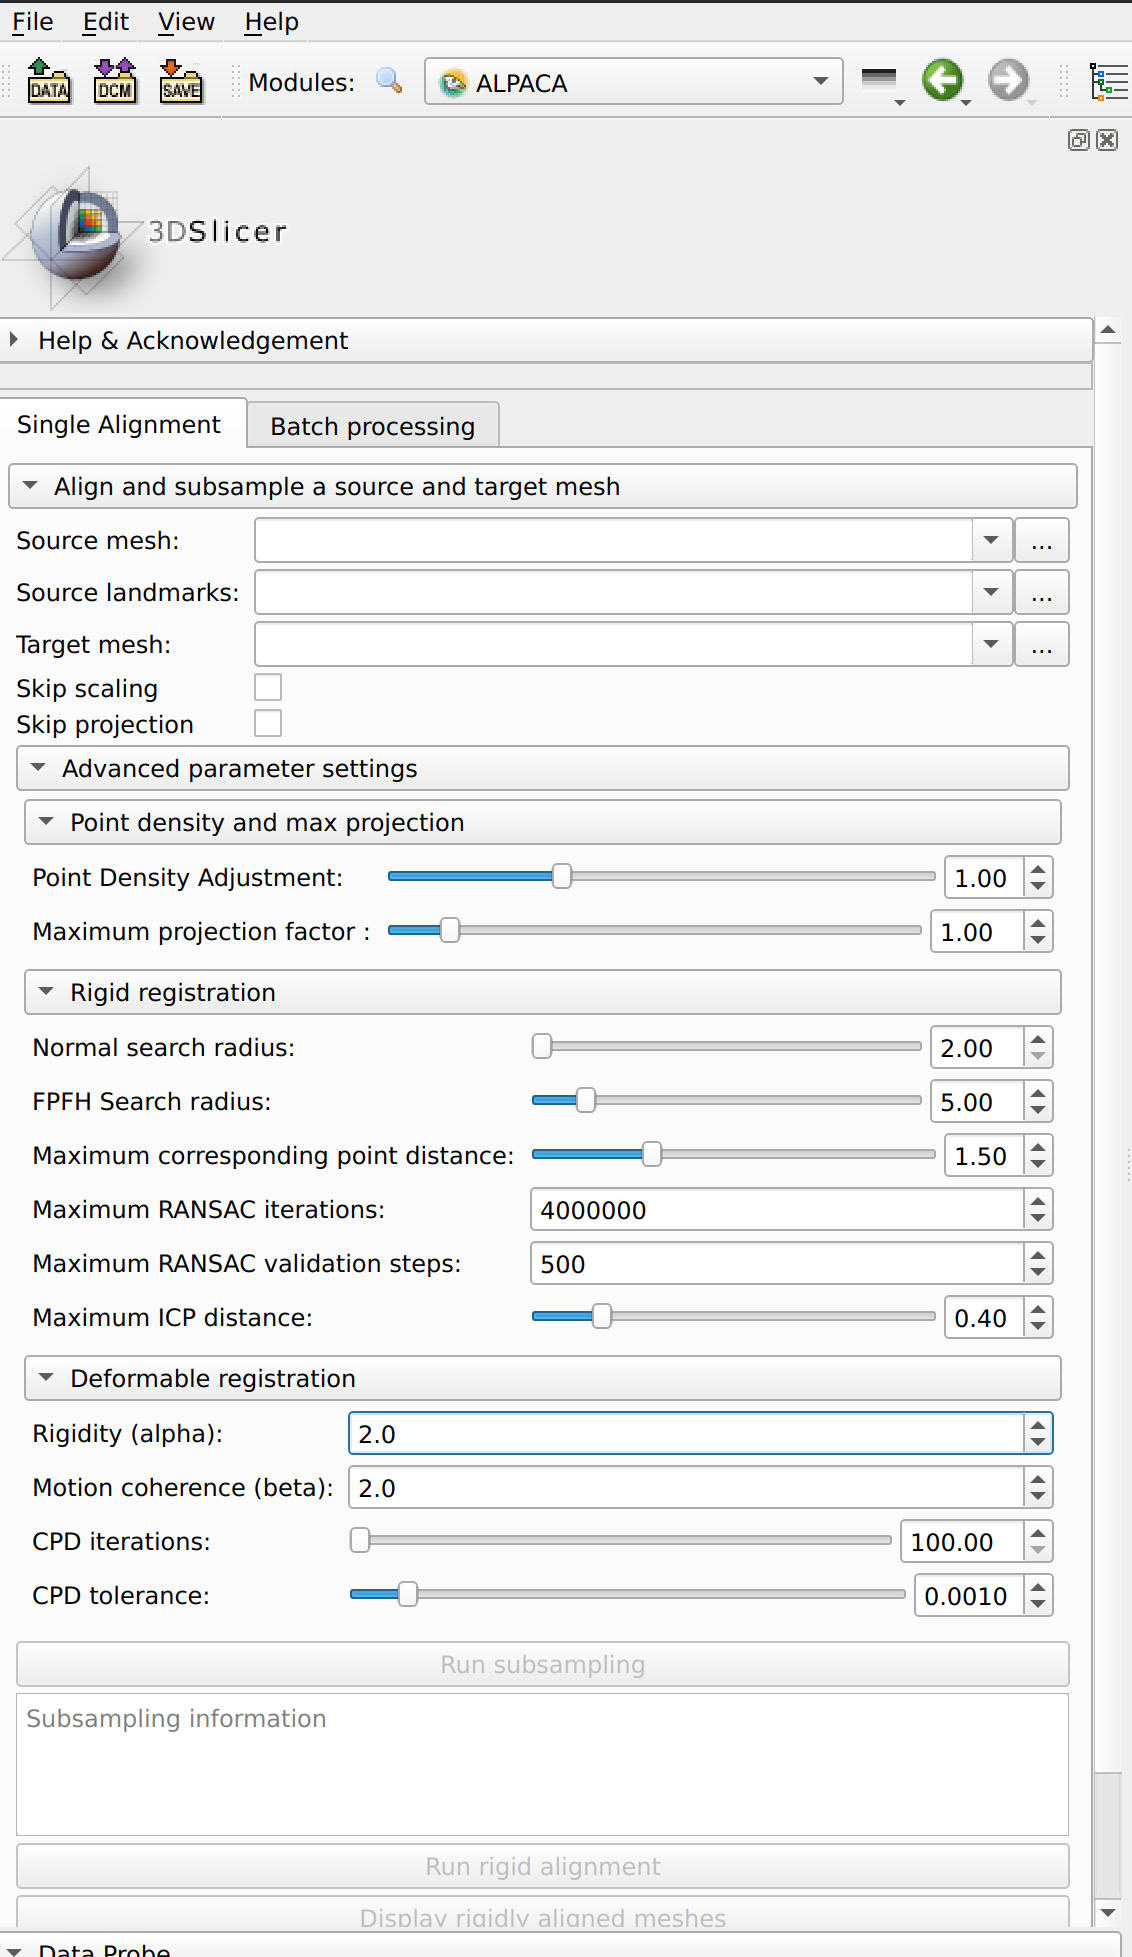 File Edit View Help
DATA DCM SAVE Modules: ALPACA
3DSlicer
Help & Acknowledgement
Single Alignment Batch processing
Align and subsample a source and target mesh
Source mesh: ...
Source landmarks: ...
Target mesh: ...
Skip scaling
Skip projection
Advanced parameter settings
Point density and max projection
Point Density Adjustment: 1.00
Maximum projection factor : 1.00
Rigid registration
Normal search radius: 2.00
FPFH Search radius: 5.00
Maximum corresponding point distance: 1.50
Maximum RANSAC iterations: 4000000
Maximum RANSAC validation steps: 500
Maximum ICP distance: 0.40
Deformable registration
Rigidity (alpha): 2.0
Motion coherence (beta): 2.0
CPD iterations: 100.00
CPD tolerance: 0.0010
Run subsampling
Subsampling information
Run rigid alignment
Display rigidly aligned meshes
Data Probe